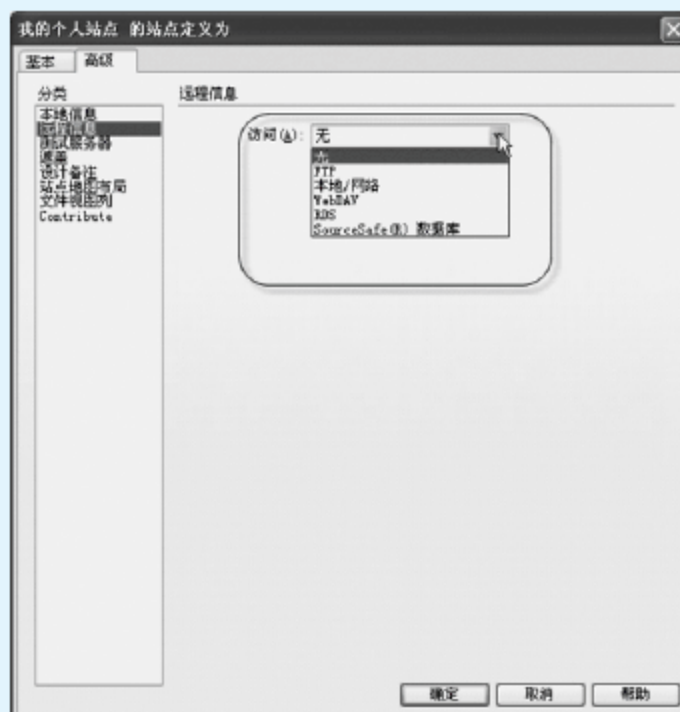 我的个人站点 的站点定义为
基本 高级
分类
本地信息
远程信息
测试服务器
遮盖
设计备注
站点地图布局
文件视图列
Contribute
远程信息
访问(A): 无
无
FTP
本地/网络
WebDAV
RDS
SourceSafe(R) 数据库
确定 取消 帮助